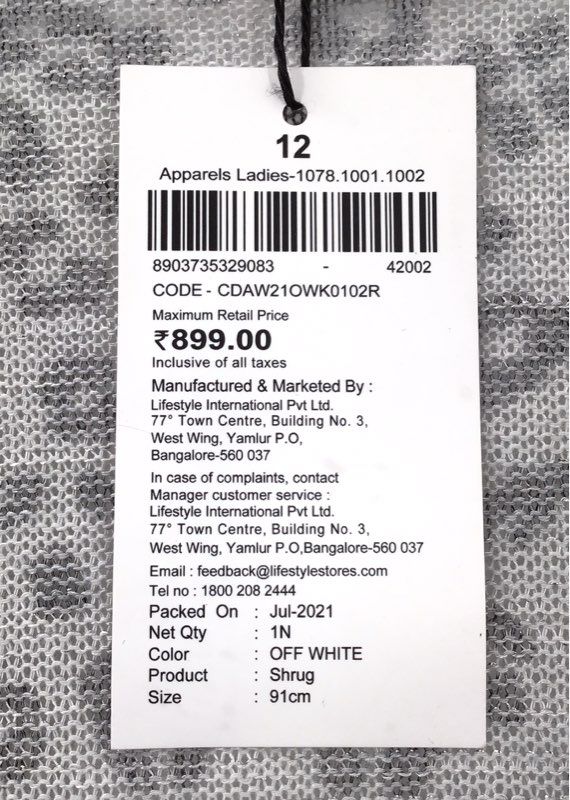 12
Apparels Ladies-1078.1001.1002
8903735329083 - 42002
CODE - CDAW21OWK0102R
Maximum Retail Price
₹899.00
Inclusive of all taxes
Manufactured & Marketed By :
Lifestyle International Pvt Ltd.
77° Town Centre, Building No. 3,
West Wing, Yamlur P.O,
Bangalore-560 037
In case of complaints, contact
Manager customer service :
Lifestyle International Pvt Ltd.
77° Town Centre, Building No. 3,
West Wing, Yamlur P.O,Bangalore-560 037
Email : feedback@lifestylestores.com
Tel no : 1800 208 2444
Packed On : Jul-2021
Net Qty : 1N
Color : OFF WHITE
Product : Shrug
Size : 91cm